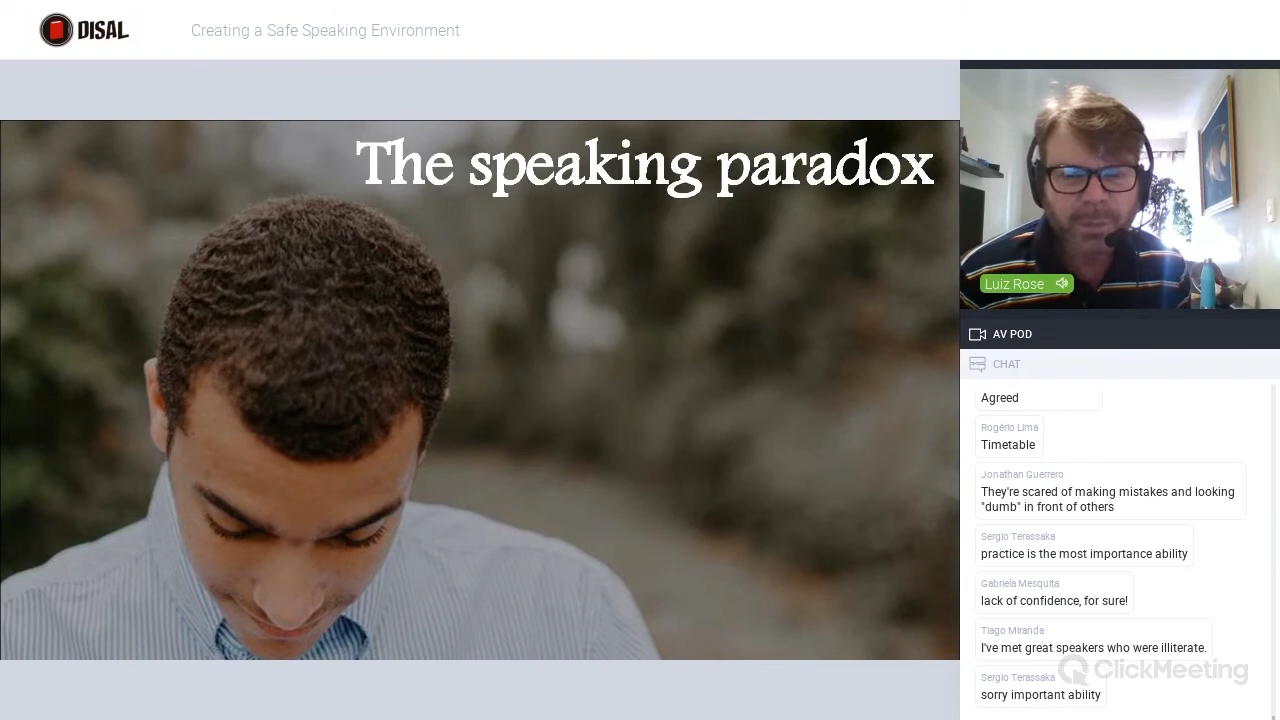 DISAL
Creating a Safe Speaking Environment
The speaking paradox
Luiz Rose
AV POD
CHAT
Agreed
Rogério Lima
Timetable
Jonathan Guerrero
They're scared of making mistakes and looking
"dumb" in front of others
Sergio Terassaka
practice is the most importance ability
Gabriela Mesquita
lack of confidence, for sure!
Tiago Miranda
I've met great speakers who were illiterate.
ClickMeeting
Sergio Terassaka
sorry important ability